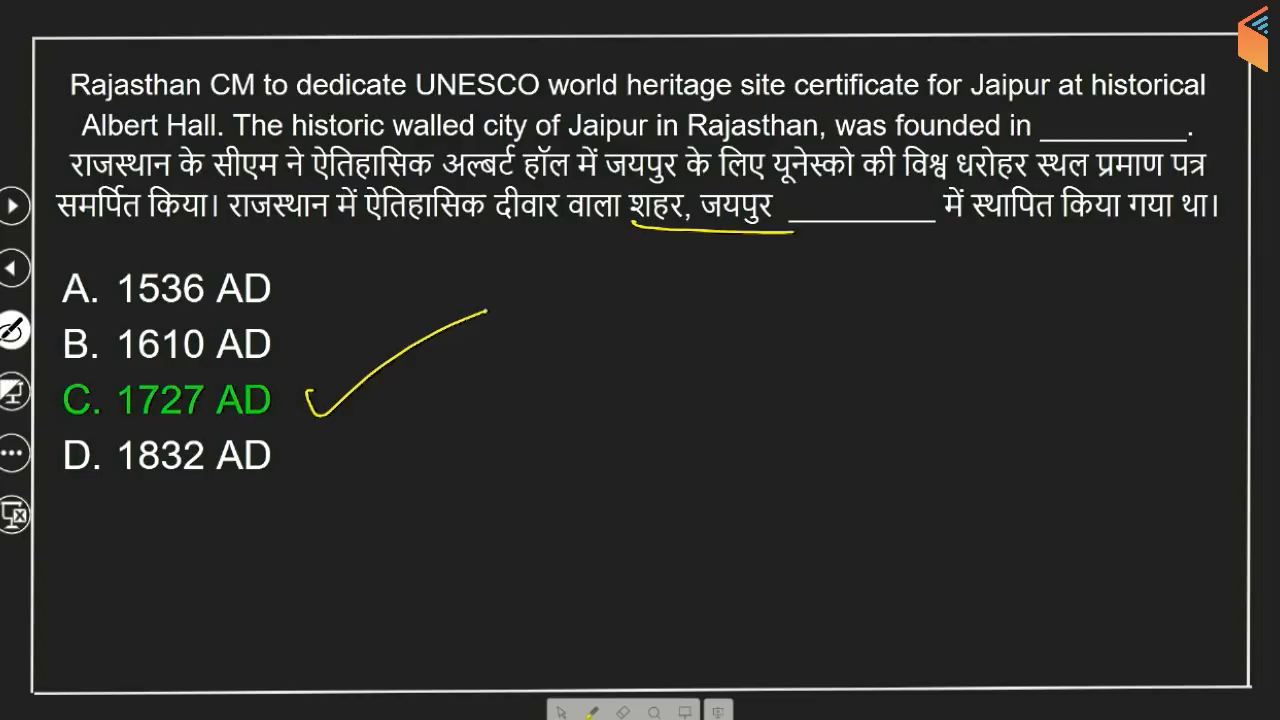 Rajasthan CM to dedicate UNESCO world heritage site certificate for Jaipur at historical
Albert Hall. The historic walled city of Jaipur in Rajasthan, was founded in __________.
राजस्थान के सीएम ने ऐतिहासिक अल्बर्ट हॉल में जयपुर के लिए यूनेस्को की विश्व धरोहर स्थल प्रमाण पत्र
समर्पित किया। राजस्थान में ऐतिहासिक दीवार वाला शहर, जयपुर __________ में स्थापित किया गया था।
A. 1536 AD
B. 1610 AD
C. 1727 AD
D. 1832 AD